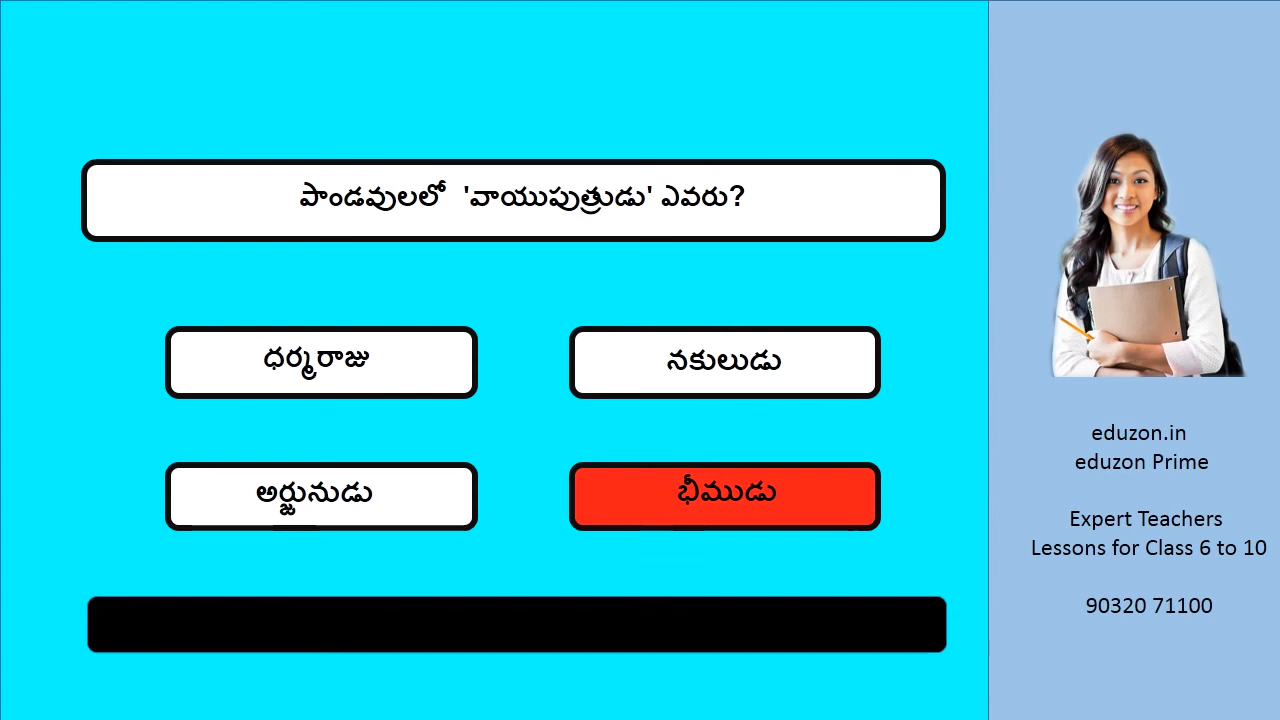 పాండవులలో 'వాయుపుత్రుడు' ఎవరు?
ధర్మరాజు
నకులుడు
అర్జునుడు
భీముడు
eduzon.in
eduzon Prime
Expert Teachers
Lessons for Class 6 to 10
90320 71100